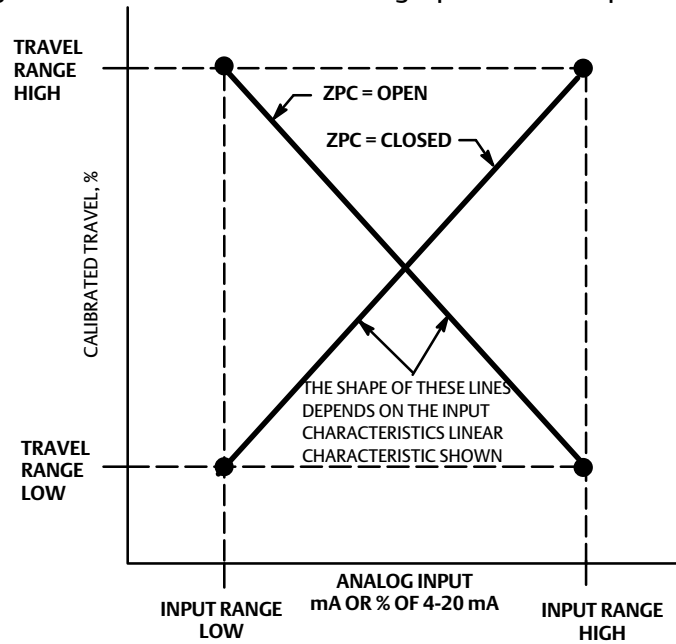 TRAVEL
RANGE
HIGH
ZPC = OPEN
ZPC = CLOSED
CALIBRATED TRAVEL, %
THE SHAPE OF THESE LINES
DEPENDS ON THE INPUT
CHARACTERISTICS LINEAR
CHARACTERISTIC SHOWN
TRAVEL
RANGE
LOW
ANALOG INPUT
mA OR % OF 4-20 mA
INPUT RANGE
LOW
INPUT RANGE
HIGH